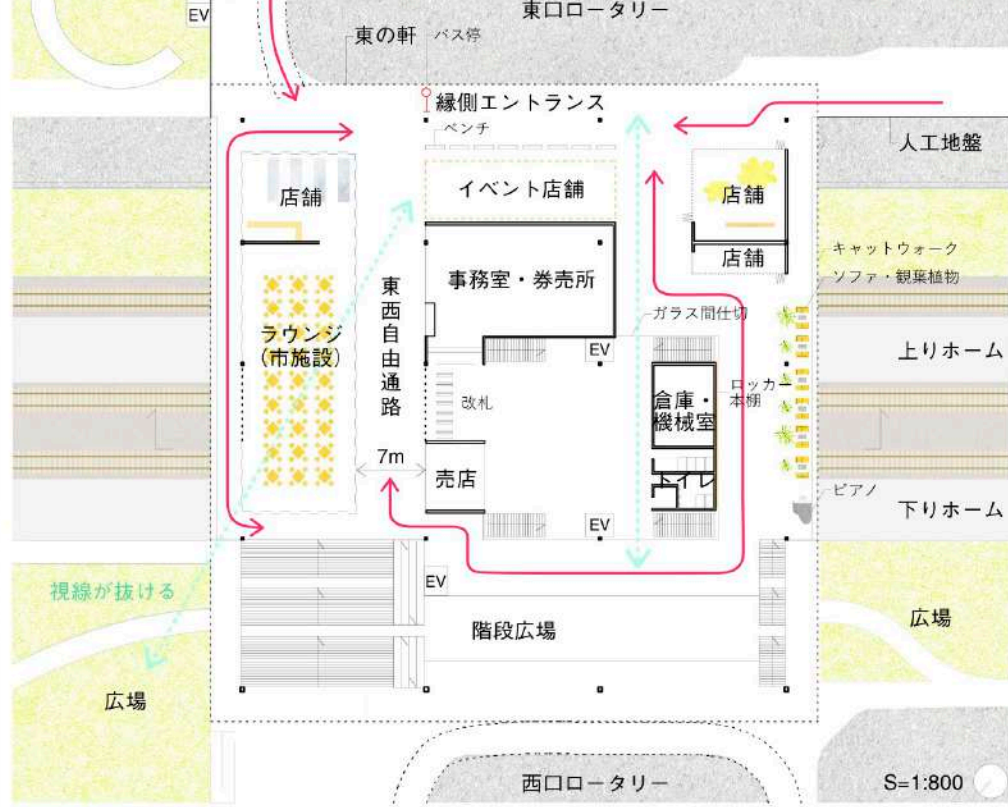 東口ロータリー
EV
東の軒
バス停
縁側エントランス
ベンチ
人工地盤
店舗
イベント店舗
店舗
店舗
キャットウォーク
ソファ・観葉植物
事務室・券売所
東西自由通路
ガラス間仕切
ラウンジ
(市施設)
EV
上りホーム
改札
倉庫・
機械室
ロッカー
本棚
7m
売店
トイレ
ピアノ
下りホーム
EV
視線が抜ける
EV
階段広場
広場
広場
西口ロータリー
S=1:800